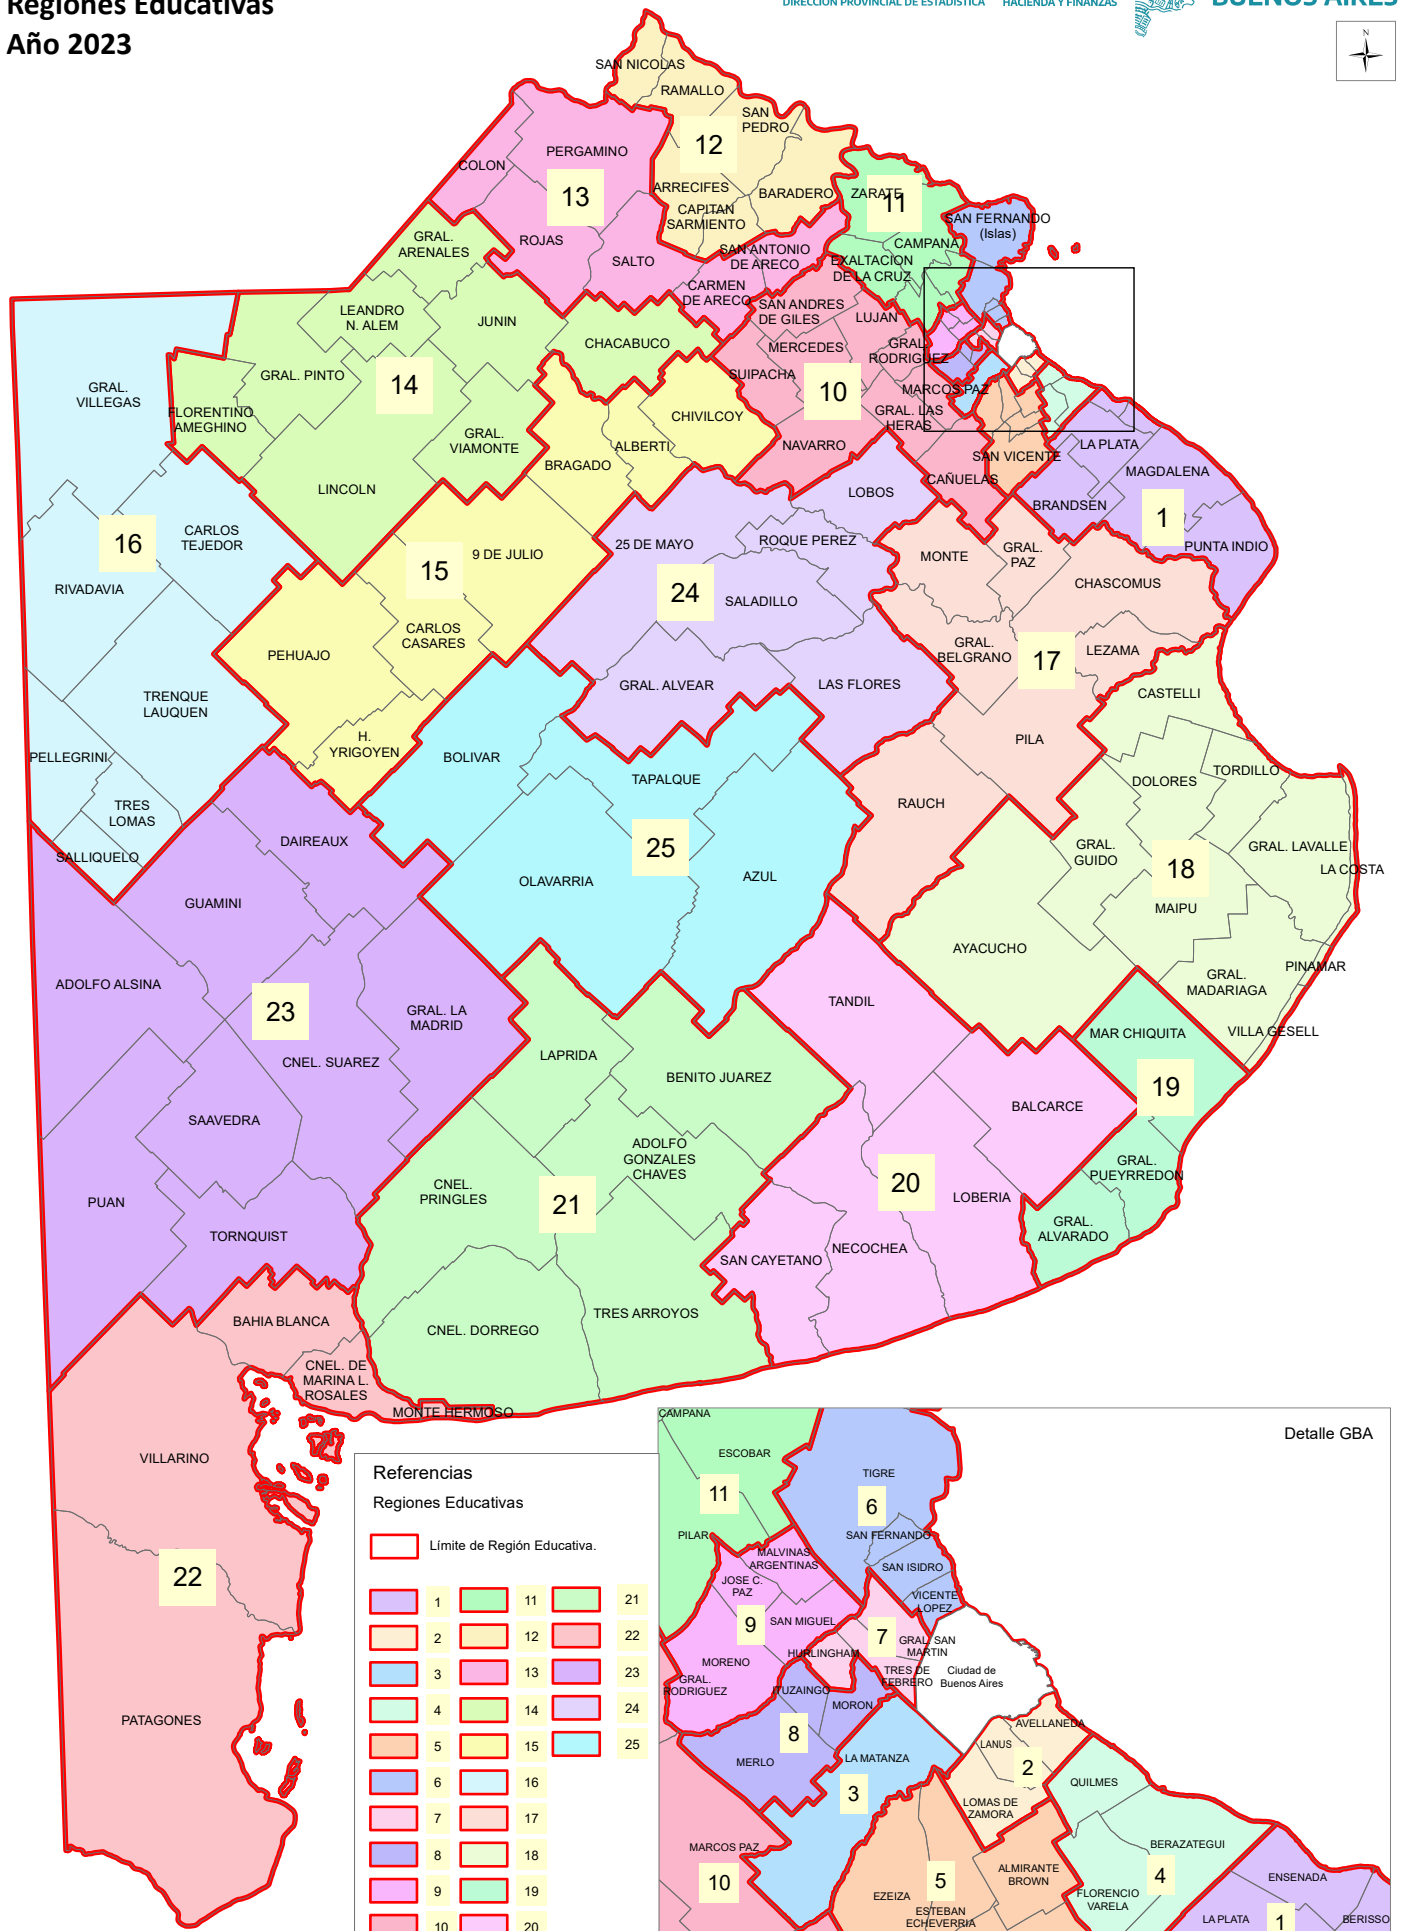 Regiones Educativas
Año 2023
DIRECCIÓN PROVINCIAL DE ESTADÍSTICA
HACIENDA Y FINANZAS
BUENOS AIRES
N
SAN NICOLAS
RAMALLO
SAN
PEDRO
12
COLON
PERGAMINO
13
ARRECIFES
CAPITAN
SARMIENTO
BARADERO
ZARATE
11
SAN FERNANDO
(Islas)
GRAL.
ARENALES
ROJAS
SALTO
SAN ANTONIO
DE ARECO
CAMPANA
EXALTACION
DE LA CRUZ
CARMEN
DE ARECO
LEANDRO
N. ALEM
JUNIN
CHACABUCO
SAN ANDRES
DE GILES
LUJAN
MERCEDES
GRAL.
RODRIGUEZ
GRAL.
VILLEGAS
GRAL. PINTO
14
SUIPACHA
10
MARCOS PAZ
FLORENTINO
AMEGHINO
GRAL.
VIAMONTE
CHIVILCOY
ALBERTI
BRAGADO
GRAL. LAS
HERAS
NAVARRO
LINCOLN
LOBOS
CAÑUELAS
SAN VICENTE
LA PLATA
MAGDALENA
BRANDSEN
1
PUNTA INDIO
16
CARLOS
TEJEDOR
RIVADAVIA
15
9 DE JULIO
25 DE MAYO
ROQUE PEREZ
24
SALADILLO
MONTE
GRAL.
PAZ
CHASCOMUS
CARLOS
CASARES
PEHUAJO
GRAL.
BELGRANO
17
LEZAMA
TRENQUE
LAUQUEN
GRAL. ALVEAR
LAS FLORES
CASTELLI
H.
YRIGOYEN
BOLIVAR
PILA
PELLEGRINI
TRES
LOMAS
TAPALQUE
RAUCH
DOLORES
TORDILLO
SALLIQUELO
DAIREAUX
25
GRAL.
GUIDO
GRAL. LAVALLE
LA COSTA
18
OLAVARRIA
AZUL
GUAMINI
MAIPU
AYACUCHO
ADOLFO ALSINA
23
GRAL. LA
MADRID
TANDIL
GRAL.
MADARIAGA
PINAMAR
VILLA GESELL
MAR CHIQUITA
CNEL. SUAREZ
LAPRIDA
BENITO JUAREZ
19
BALCARCE
SAAVEDRA
ADOLFO
GONZALES
CHAVES
CNEL.
PRINGLES
20
GRAL.
PUEYRREDON
PUAN
21
LOBERIA
TORNQUIST
GRAL.
ALVARADO
NECOCHEA
SAN CAYETANO
BAHIA BLANCA
CNEL. DORREGO
TRES ARROYOS
CNEL. DE
MARINA L.
ROSALES
MONTE HERMOSO
VILLARINO
22
PATAGONES
Referencias
Regiones Educativas
Límite de Región Educativa.
1
11
21
2
12
22
3
13
23
4
14
24
5
15
25
6
16
7
17
8
18
9
19
10
20
Detalle GBA
CAMPANA
ESCOBAR
11
PILAR
TIGRE
6
SAN FERNANDO
SAN ISIDRO
VICENTE
LOPEZ
MALVINAS
ARGENTINAS
JOSE C.
PAZ
9
SAN MIGUEL
HURLINGHAM
7
GRAL. SAN
MARTIN
TRES DE
FEBRERO
Ciudad de
Buenos Aires
MORENO
GRAL.
RODRIGUEZ
ITUZAINGO
MORON
8
MERLO
LA MATANZA
3
AVELLANEDA
LANUS
2
LOMAS DE
ZAMORA
QUILMES
MARCOS PAZ
10
BERAZATEGUI
4
FLORENCIO
VARELA
ALMIRANTE
BROWN
5
EZEIZA
ESTEBAN
ECHEVERRIA
ENSENADA
LA PLATA
1
BERISSO